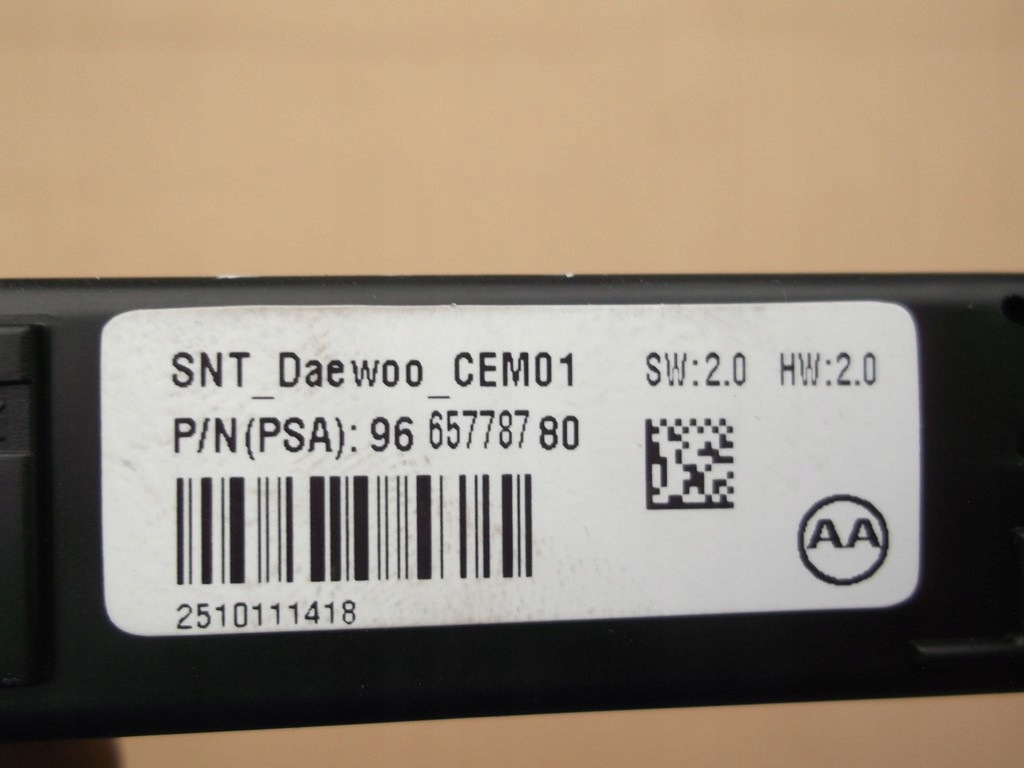 SNT_Daewoo_CEM01 SW:2.0 HW:2.0
P/N(PSA): 96 657787 80
2510111418
AA